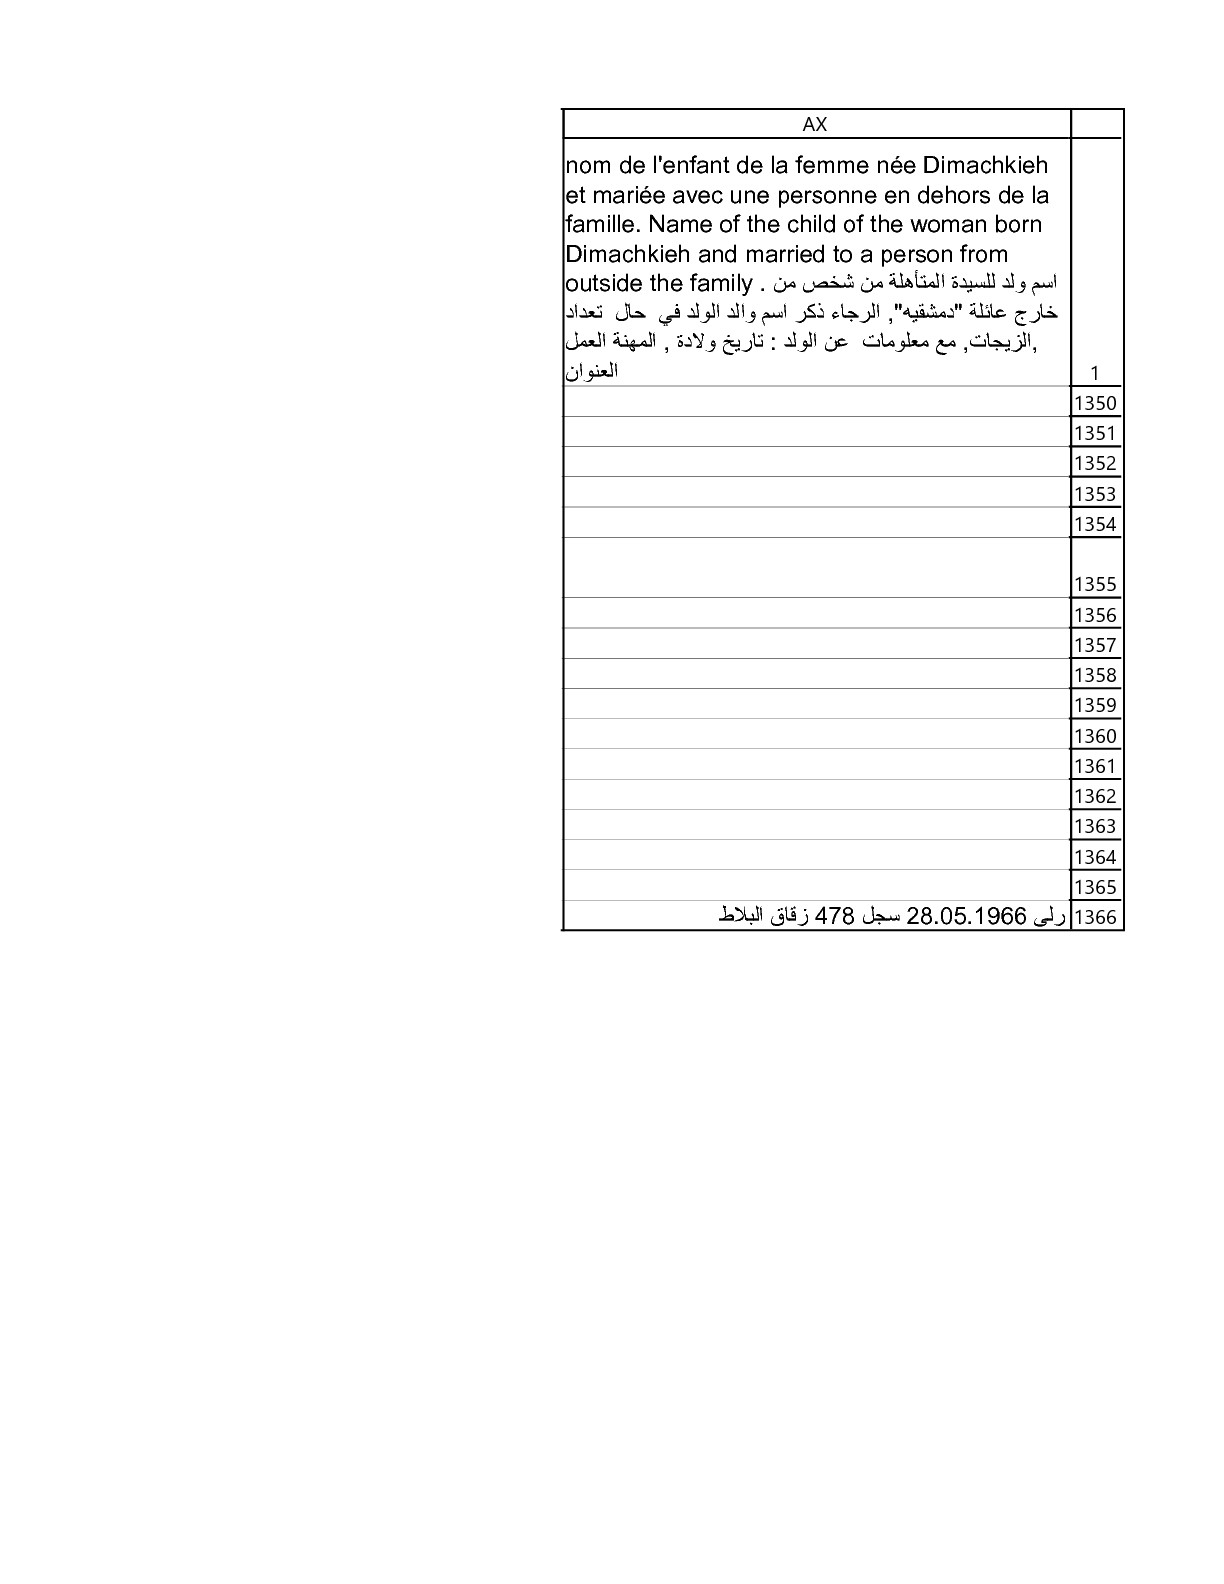 AX
nom de l'enfant de la femme née Dimachkieh
et mariée avec une personne en dehors de la
famille. Name of the child of the woman born
Dimachkieh and married to a person from
outside the family . اسم ولد للسيدة المتأهلة من شخص من
خارج عائلة "دمشقيه", الرجاء ذكر اسم والد الولد في حال تعداد
الزيجات, مع معلومات عن الولد : تاريخ ولادة , المهنة العمل,
العنوان
1
1350
1351
1352
1353
1354
1355
1356
1357
1358
1359
1360
1361
1362
1363
1364
1365
رلى 28.05.1966 سجل 478 زقاق البلاط 1366